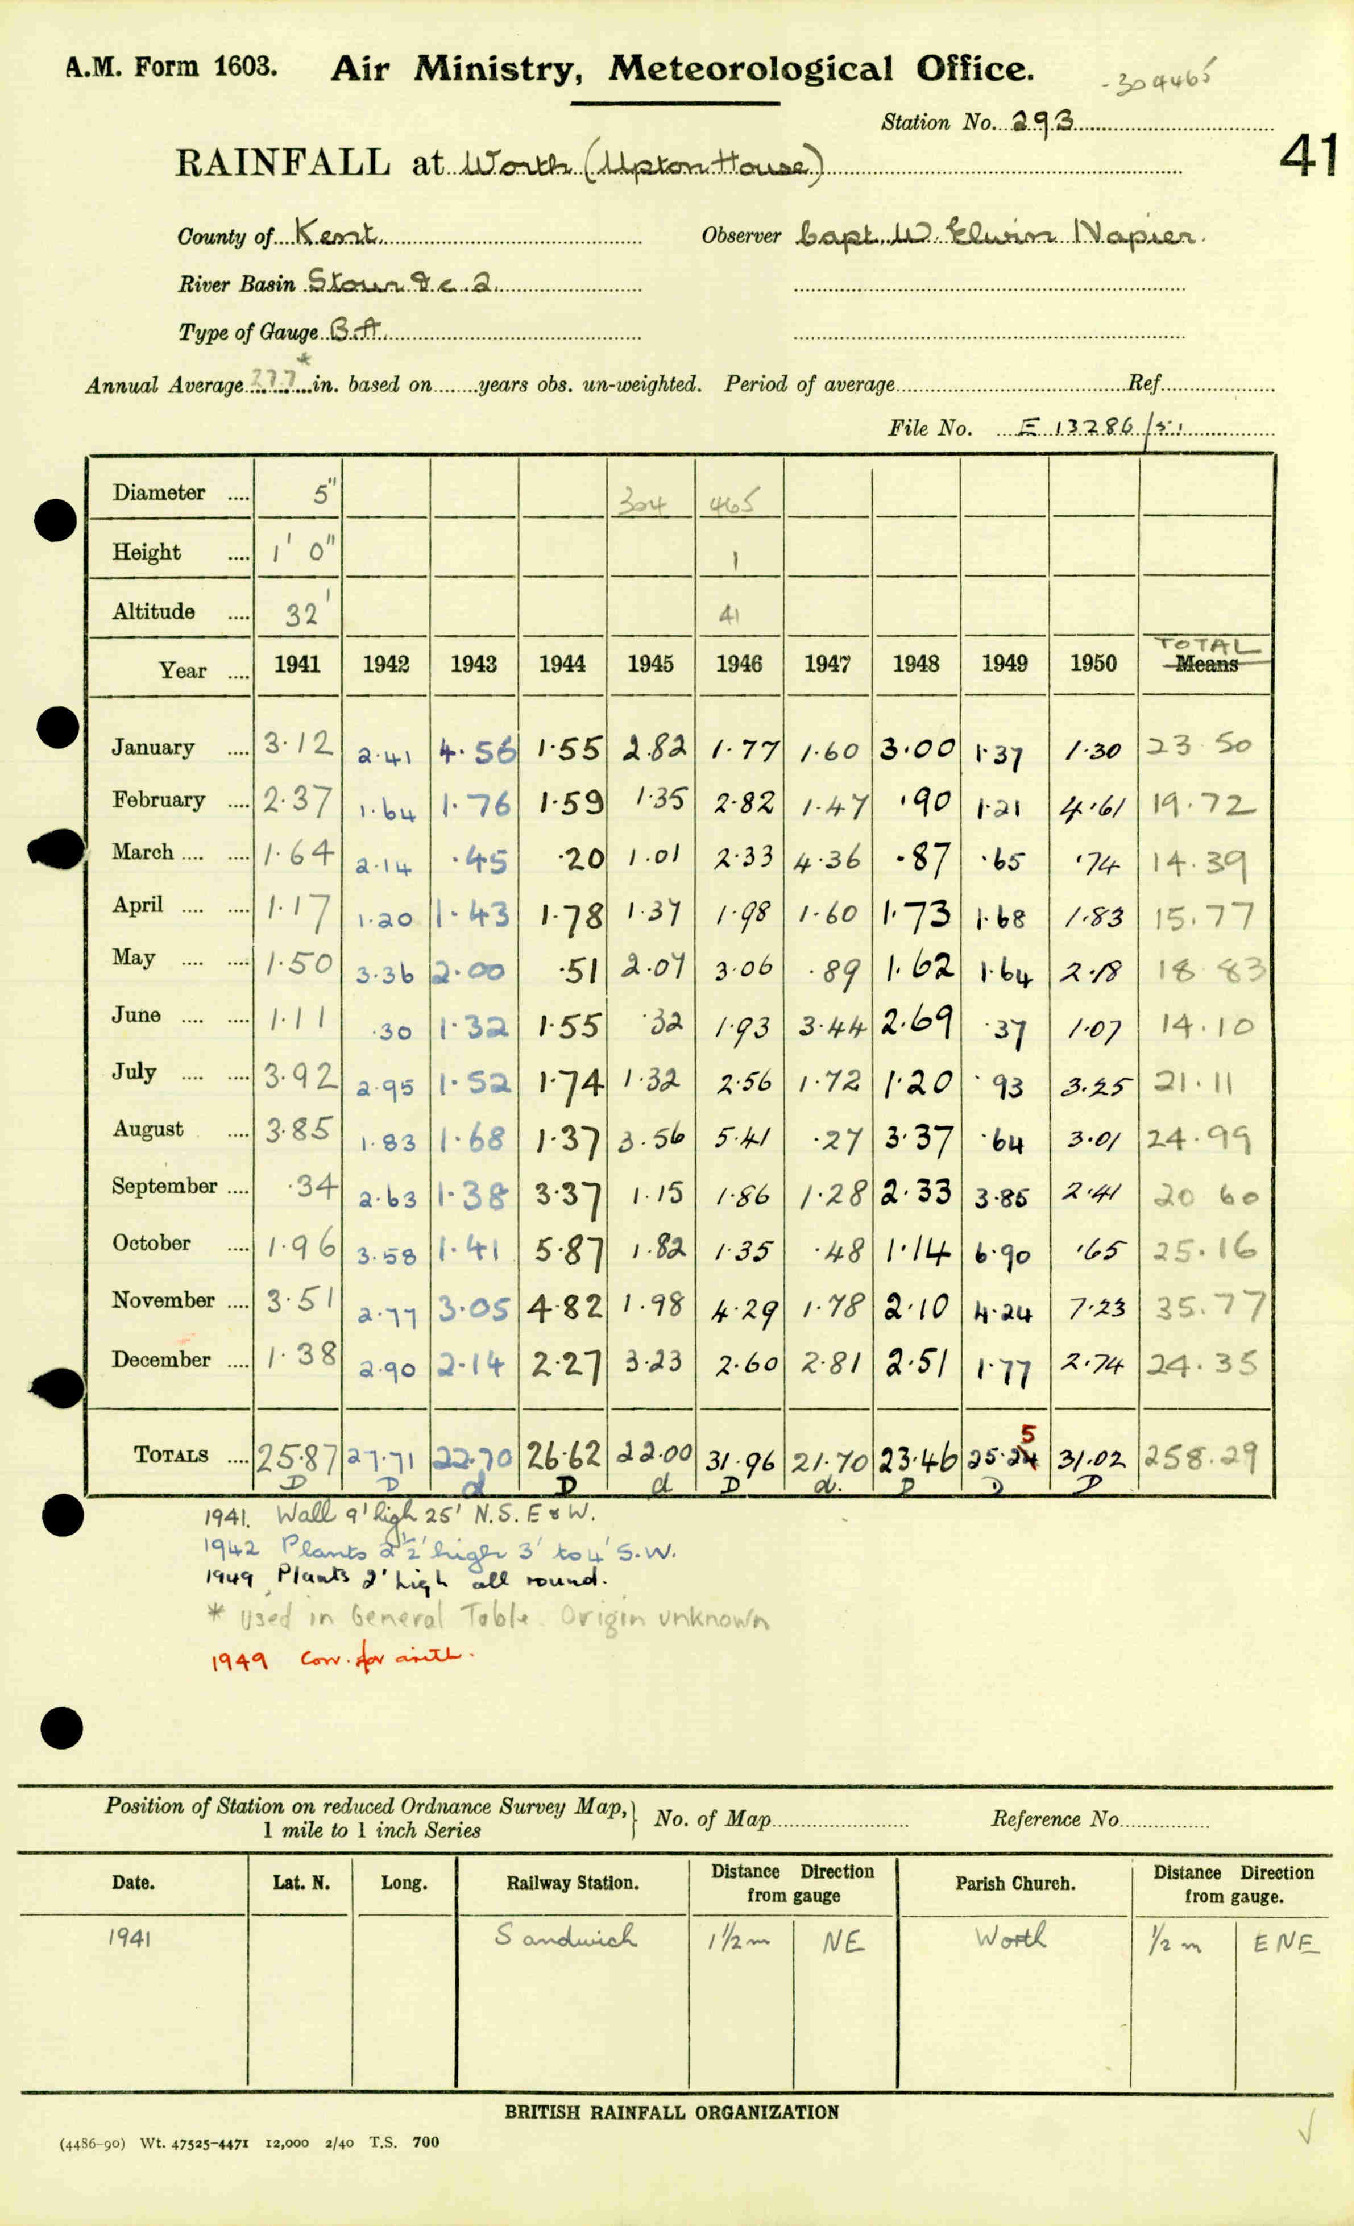 A.M. Form 1603. Air Ministry, Meteorological Office. -304465
Station No. 293
41
RAINFALL at Worth (Upton House)
County of Kent Observer Capt. W. Elwin Napier.
River Basin Stour &c. 2
Type of Gauge B.A.
Annual Average 27.7* in. based on years obs. un-weighted. Period of average Ref.
File No. E 13286/51
Diameter .... 5" 304 465
Height .... 1' 0" 1
Altitude .... 32' 41
Year .... 1941 1942 1943 1944 1945 1946 1947 1948 1949 1950 TOTAL Means
January .... 3.12 2.41 4.56 1.55 2.82 1.77 1.60 3.00 1.37 1.30 23.50
February .... 2.37 1.64 1.76 1.59 1.35 2.82 1.47 .90 1.21 4.61 19.72
March .... .... 1.64 2.14 .45 .20 1.01 2.33 4.36 .87 .65 .74 14.39
April .... .... 1.17 1.20 1.43 1.78 1.37 1.98 1.60 1.73 1.68 1.83 15.77
May .... .... 1.50 3.36 2.00 .51 2.07 3.06 .89 1.62 1.64 2.18 18.83
June .... .... 1.11 .30 1.32 1.55 .32 1.93 3.44 2.69 .37 1.07 14.10
July .... .... 3.92 2.95 1.52 1.74 1.32 2.56 1.72 1.20 .93 3.25 21.11
August .... 3.85 1.83 1.68 1.37 3.56 5.41 .27 3.37 .64 3.01 24.99
September .... .34 2.63 1.38 3.37 1.15 1.86 1.28 2.33 3.85 2.41 20.60
October .... 1.96 3.58 1.41 5.87 1.82 1.35 .48 1.14 6.90 .65 25.16
November .... 3.51 2.77 3.05 4.82 1.98 4.29 1.78 2.10 4.24 7.23 35.77
December .... 1.38 2.90 2.14 2.27 3.23 2.60 2.81 2.51 1.77 2.74 24.35
5
TOTALS .... 25.87 27.71 22.70 26.62 22.00 31.96 21.70 23.46 25.24 31.02 258.29
D D d D d D d. D D D
1941. Wall 9' high 25' N.S. E & W.
1942 Plants 2½' high 3' to 4' S.W.
1949 Plants 2' high all round.
* Used in General Table. Origin unknown
1949 Corr. for arith.
Position of Station on reduced Ordnance Survey Map, 1 mile to 1 inch Series } No. of Map Reference No.
Date. Lat. N. Long. Railway Station. Distance Direction from gauge Parish Church. Distance Direction from gauge.
1941 Sandwich 1½ m NE Worth ½ m ENE
BRITISH RAINFALL ORGANIZATION
(4486-90) Wt. 47525-4471 12,000 2/40 T.S. 700